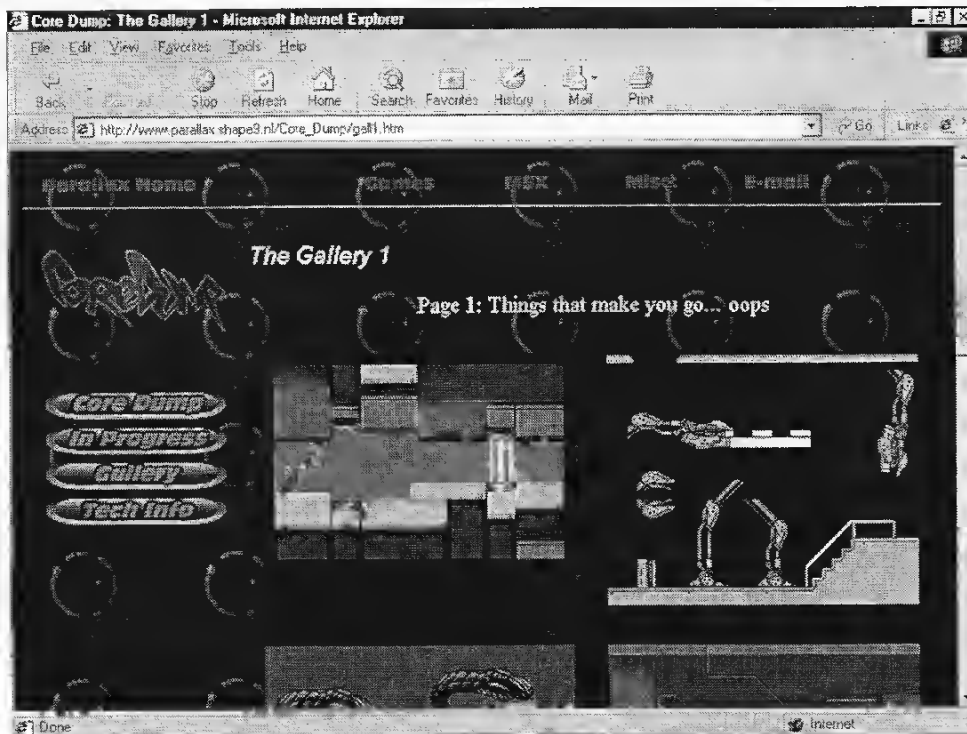 Core Dump: The Gallery 1 - Microsoft Internet Explorer
File Edit View Favorites Tools Help
Back Stop Refresh Home Search Favorites History Mail Print
Address http://www.parallax.shape9.nl/Core_Dump/gall1.htm Go Links
Parallax Home Games MSX Misc. E-mail
The Gallery 1
Page 1: Things that make you go... oops
Core Dump
In Progress
Gallery
Tech Info
Done Internet